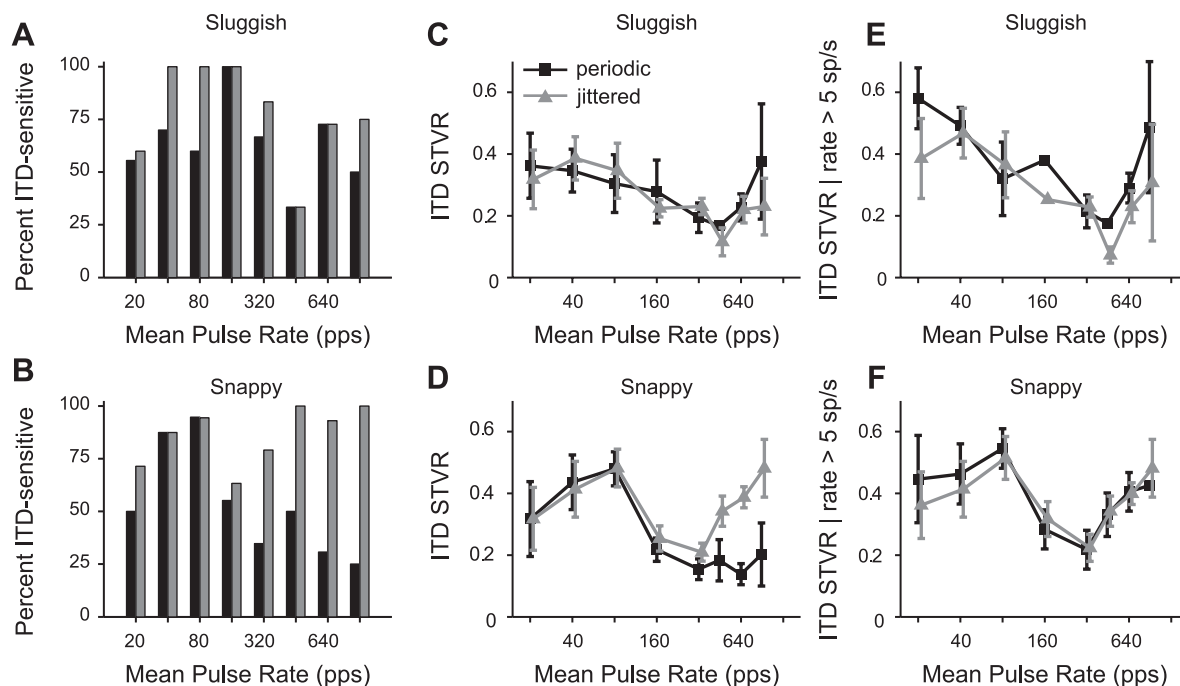 A
Sluggish
Percent ITD-sensitive
100
75
50
25
0
20
80
320
640
Mean Pulse Rate (pps)
C
Sluggish
periodic
jittered
ITD STVR
0.6
0.4
0.2
0
40
160
640
Mean Pulse Rate (pps)
E
Sluggish
ITD STVR | rate > 5 sp/s
0.6
0.4
0.2
0
40
160
640
Mean Pulse Rate (pps)
B
Snappy
Percent ITD-sensitive
100
75
50
25
0
20
80
320
640
Mean Pulse Rate (pps)
D
Snappy
ITD STVR
0.6
0.4
0.2
0
40
160
640
Mean Pulse Rate (pps)
F
Snappy
ITD STVR | rate > 5 sp/s
0.6
0.4
0.2
0
40
160
640
Mean Pulse Rate (pps)